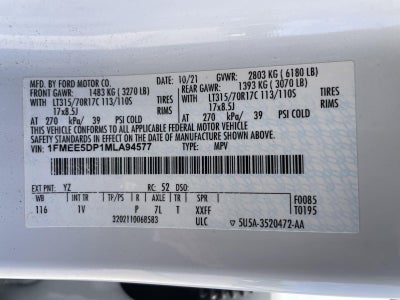 MFD. BY FORD MOTOR CO. 10/21 GVWR: 2803 KG ( 6180 LB)
FRONT GAWR: 1483 KG ( 3270 LB) REAR GAWR: 1393 KG ( 3070 LB)
WITH LT315/70R17C 113/110S TIRES WITH LT315/70R17C 113/110S TIRES
17x8.5J RIMS 17x8.5J RIMS
AT 270 kPa/ 39 PSI COLD AT 270 kPa/ 39 PSI COLD
THIS VEHICLE CONFORMS TO ALL APPLICABLE FEDERAL MOTOR VEHICLE
SAFETY STANDARDS IN EFFECT ON THE DATE OF MANUFACTURE SHOWN ABOVE.
VIN: 1FMEE5DP1MLA94577 TYPE: MPV
EXT PNT: YZ RC: 52 DSO: F0085
WB INT TR TP/PS R AXLE TR SPR T0195
116 1V P 7L T XXFF
3202110068583 ULC 5U5A-3520472-AA